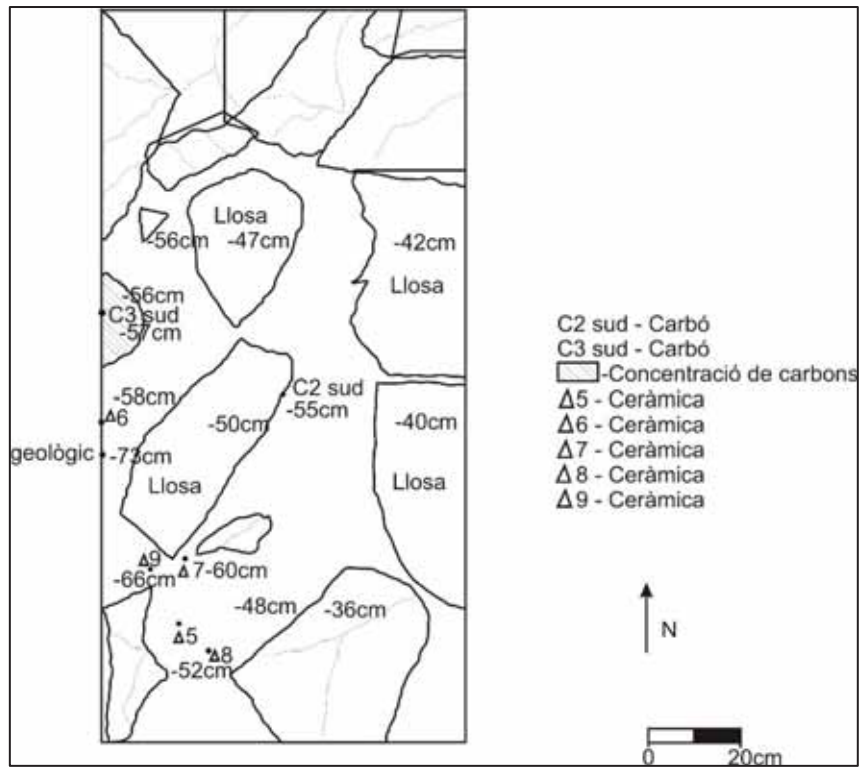 Llosa
-56cm
-47cm
-42cm
Llosa
-56cm
C3 sud
-57cm
-58cm
C2 sud
-55cm
Δ6
-50cm
-40cm
geològic
-73cm
Llosa
Llosa
Δ9
-66cm
Δ7-60cm
-48cm
-36cm
Δ5
Δ8
-52cm
C2 sud - Carbó
C3 sud - Carbó
-Concentració de carbons
Δ5 - Ceràmica
Δ6 - Ceràmica
Δ7 - Ceràmica
Δ8 - Ceràmica
Δ9 - Ceràmica
N
0 20cm